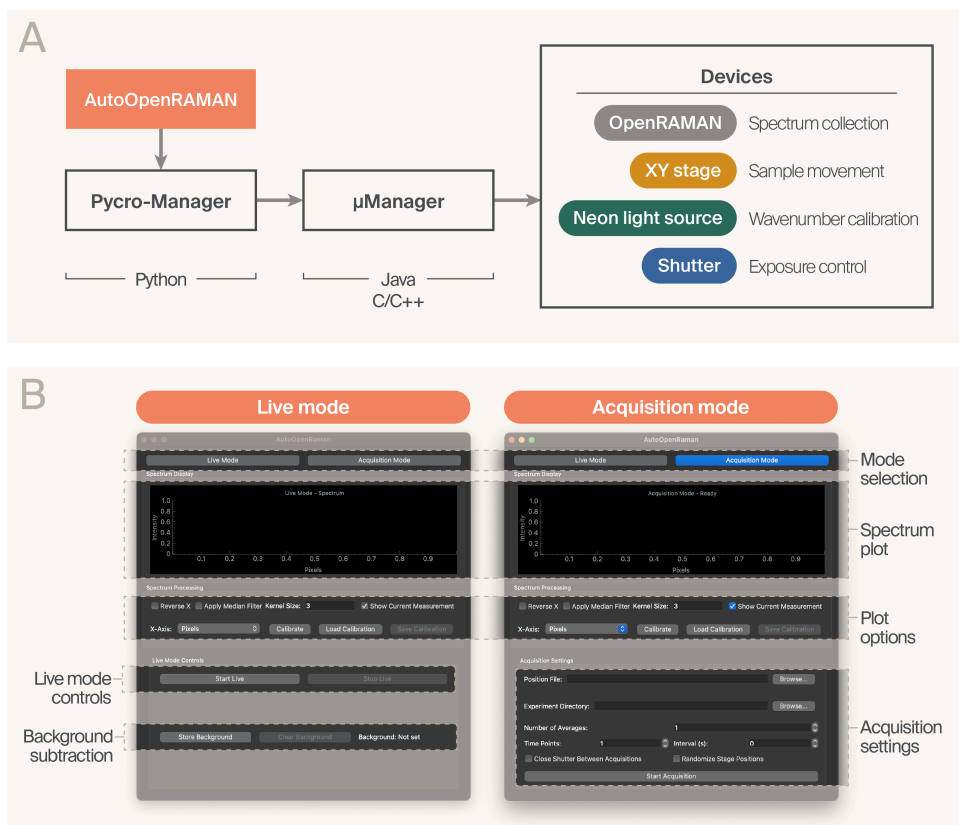 A
AutoOpenRAMAN
Pycro-Manager
µManager
Python
Java
C/C++
Devices
OpenRAMAN Spectrum collection
XY stage Sample movement
Neon light source Wavenumber calibration
Shutter Exposure control
B
Live mode
AutoOpenRaman
Live Mode Acquisition Mode
Spectrum Display
Live Mode - Spectrum
Intensity
1.0
0.8
0.6
0.4
0.2
0
0.1 0.2 0.3 0.4 0.5 0.6 0.7 0.8 0.9
Pixels
Spectrum Processing
Reverse X Apply Median Filter Kernel Size: 3 Show Current Measurement
X-Axis: Pixels Calibrate Load Calibration Save Calibration
Live Mode Controls
Start Live Stop Live
Store Background Clear Background Background: Not set
Live mode
controls
Background
subtraction
Acquisition mode
AutoOpenRaman
Live Mode Acquisition Mode
Spectrum Display
Acquisition Mode - Ready
Intensity
1.0
0.8
0.6
0.4
0.2
0
0.1 0.2 0.3 0.4 0.5 0.6 0.7 0.8 0.9
Pixels
Spectrum Processing
Reverse X Apply Median Filter Kernel Size: 3 Show Current Measurement
X-Axis: Pixels Calibrate Load Calibration Save Calibration
Acquisition Settings
Position File: Browse...
Experiment Directory: Browse...
Number of Averages: 1
Time Points: 1 Interval (s): 0
Close Shutter Between Acquisitions Randomize Stage Positions
Start Acquisition
Mode
selection
Spectrum
plot
Plot
options
Acquisition
settings